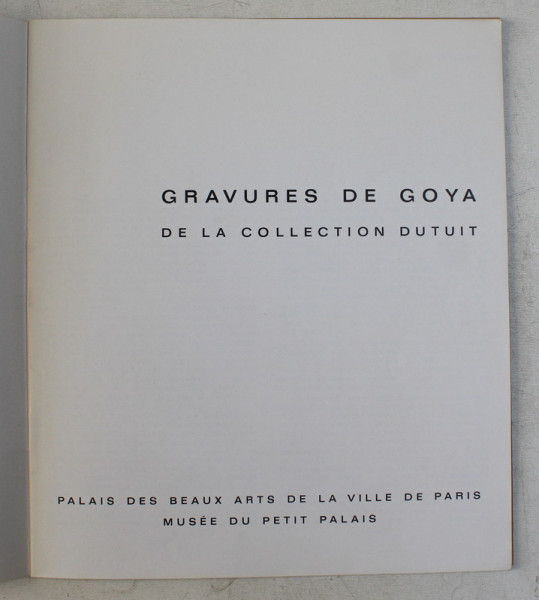 GRAVURES DE GOYA
DE LA COLLECTION DUTUIT
PALAIS DES BEAUX ARTS DE LA VILLE DE PARIS
MUSÉE DU PETIT PALAIS